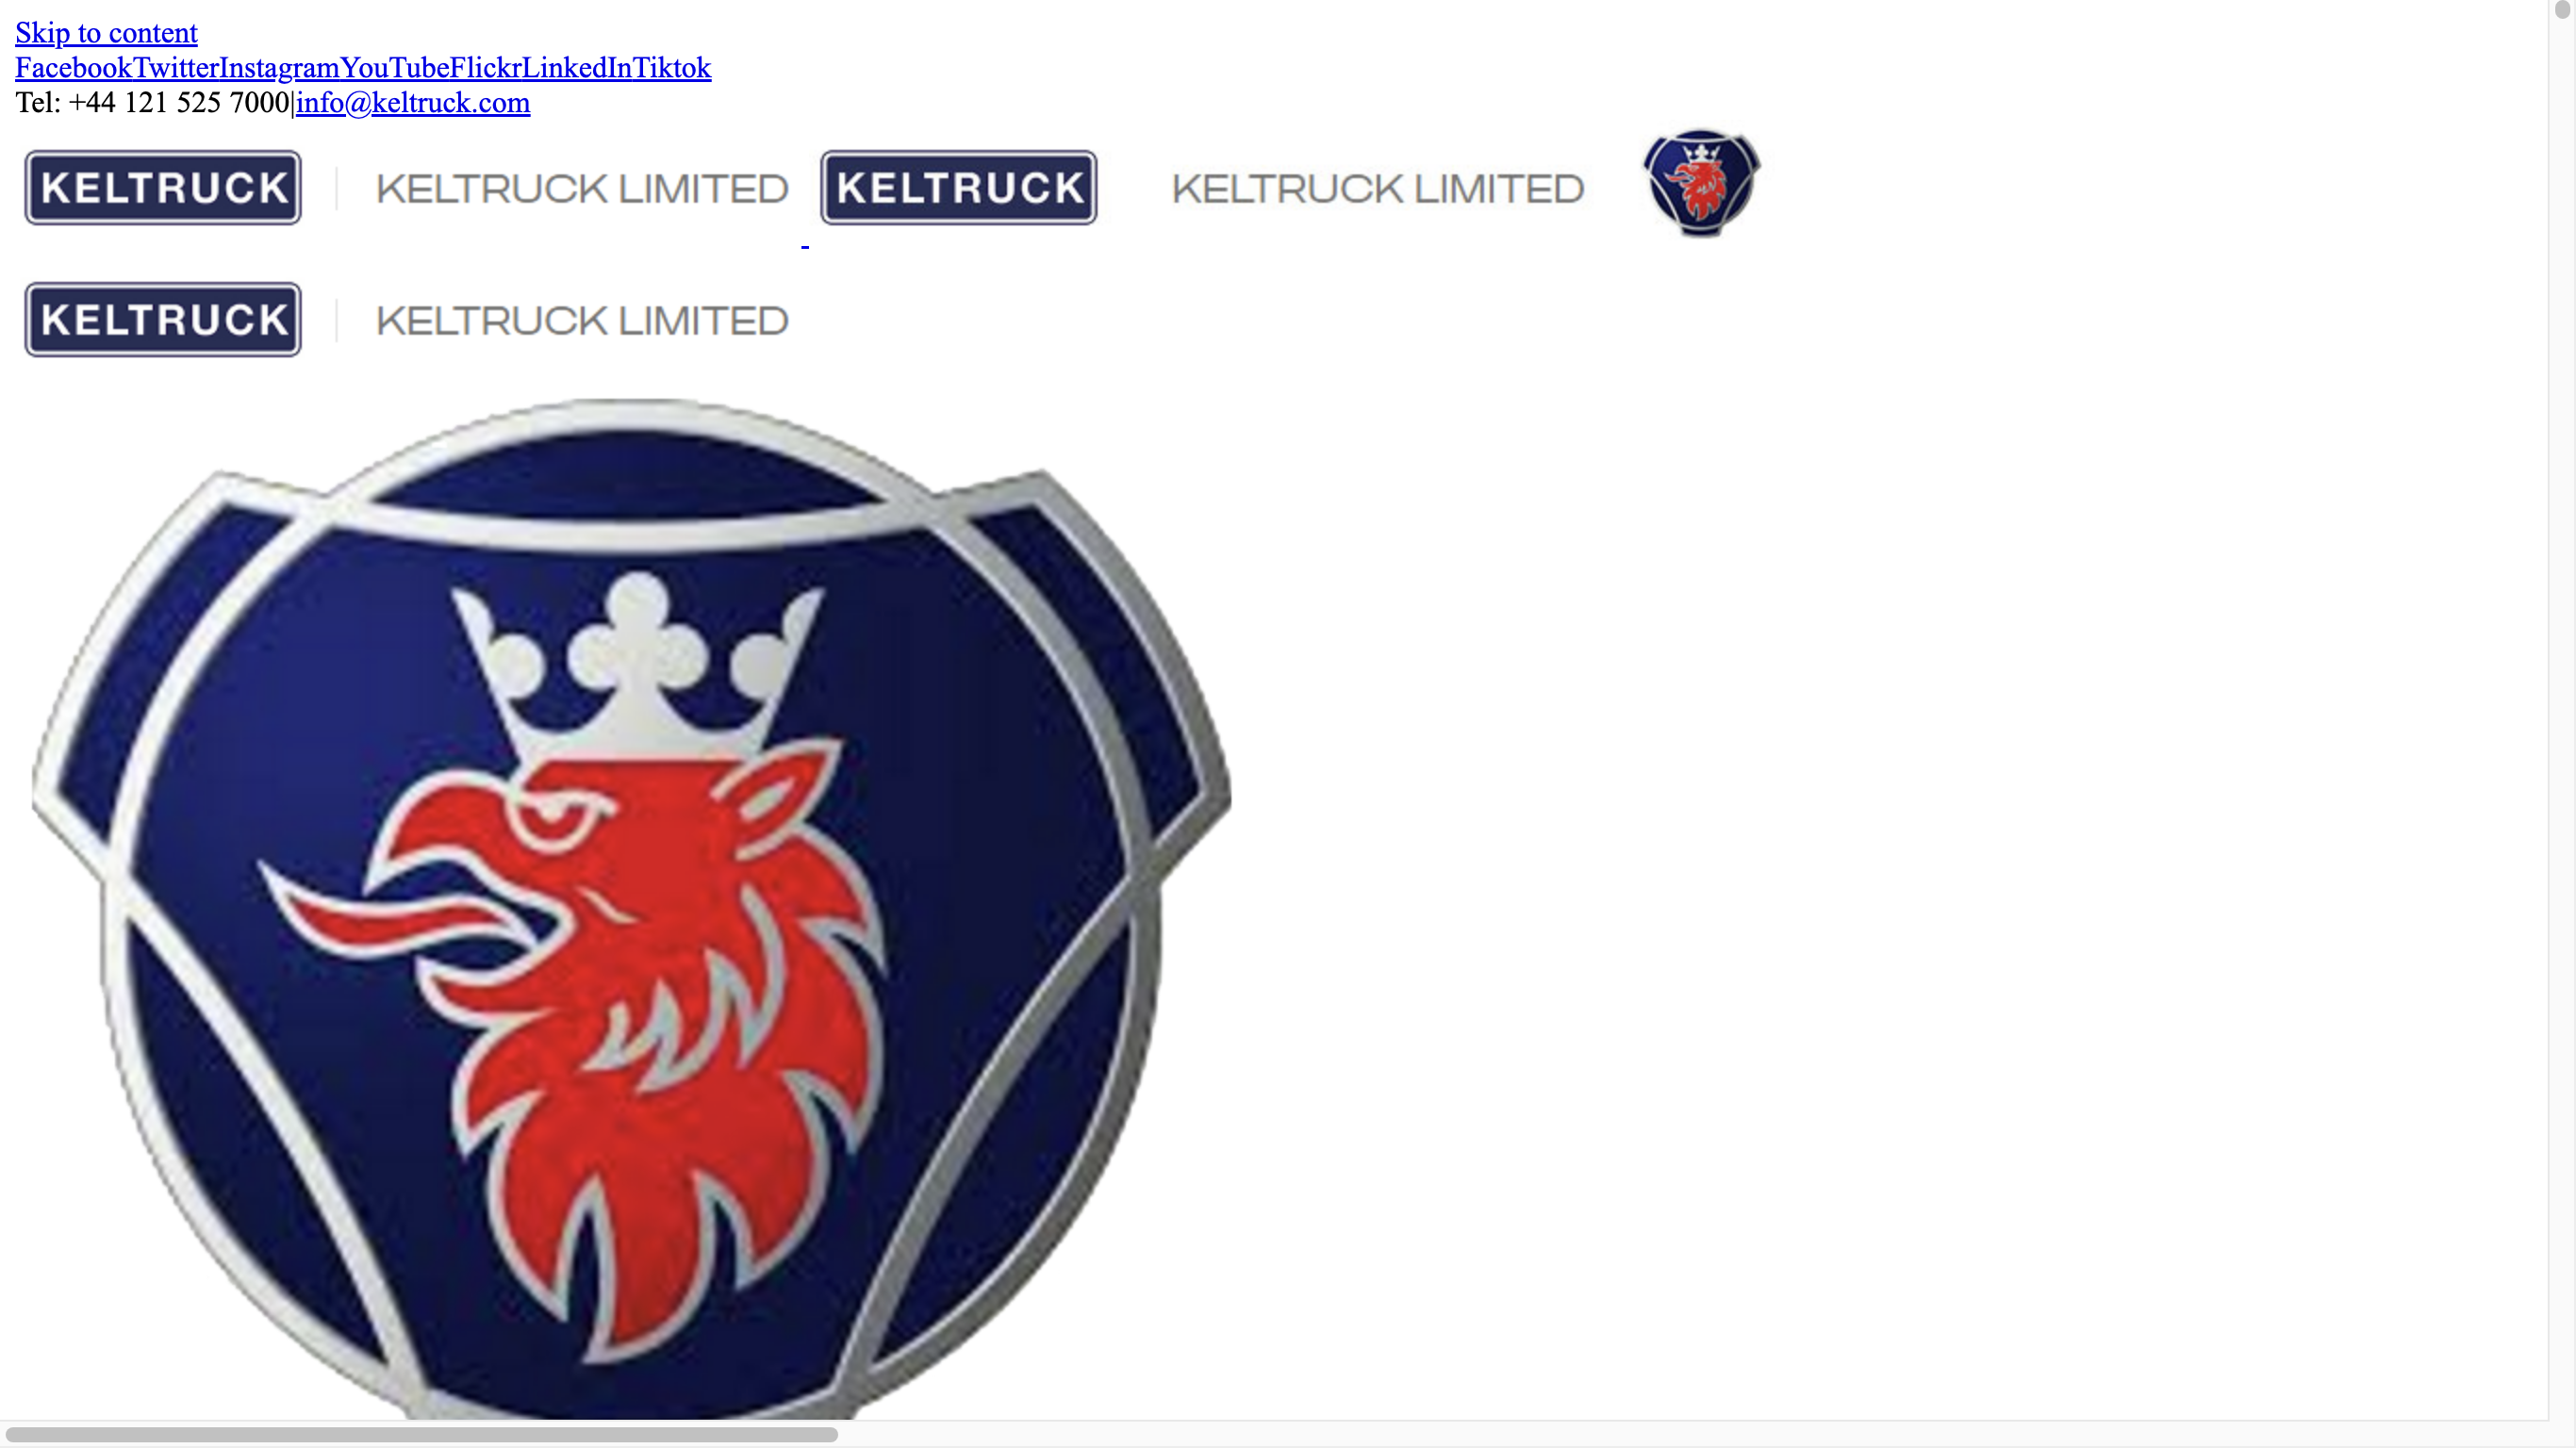 Skip to content
FacebookTwitterInstagramYouTubeFlickrLinkedInTiktok
Tel: +44 121 525 7000|info@keltruck.com
KELTRUCK KELTRUCK LIMITED KELTRUCK KELTRUCK LIMITED
KELTRUCK KELTRUCK LIMITED